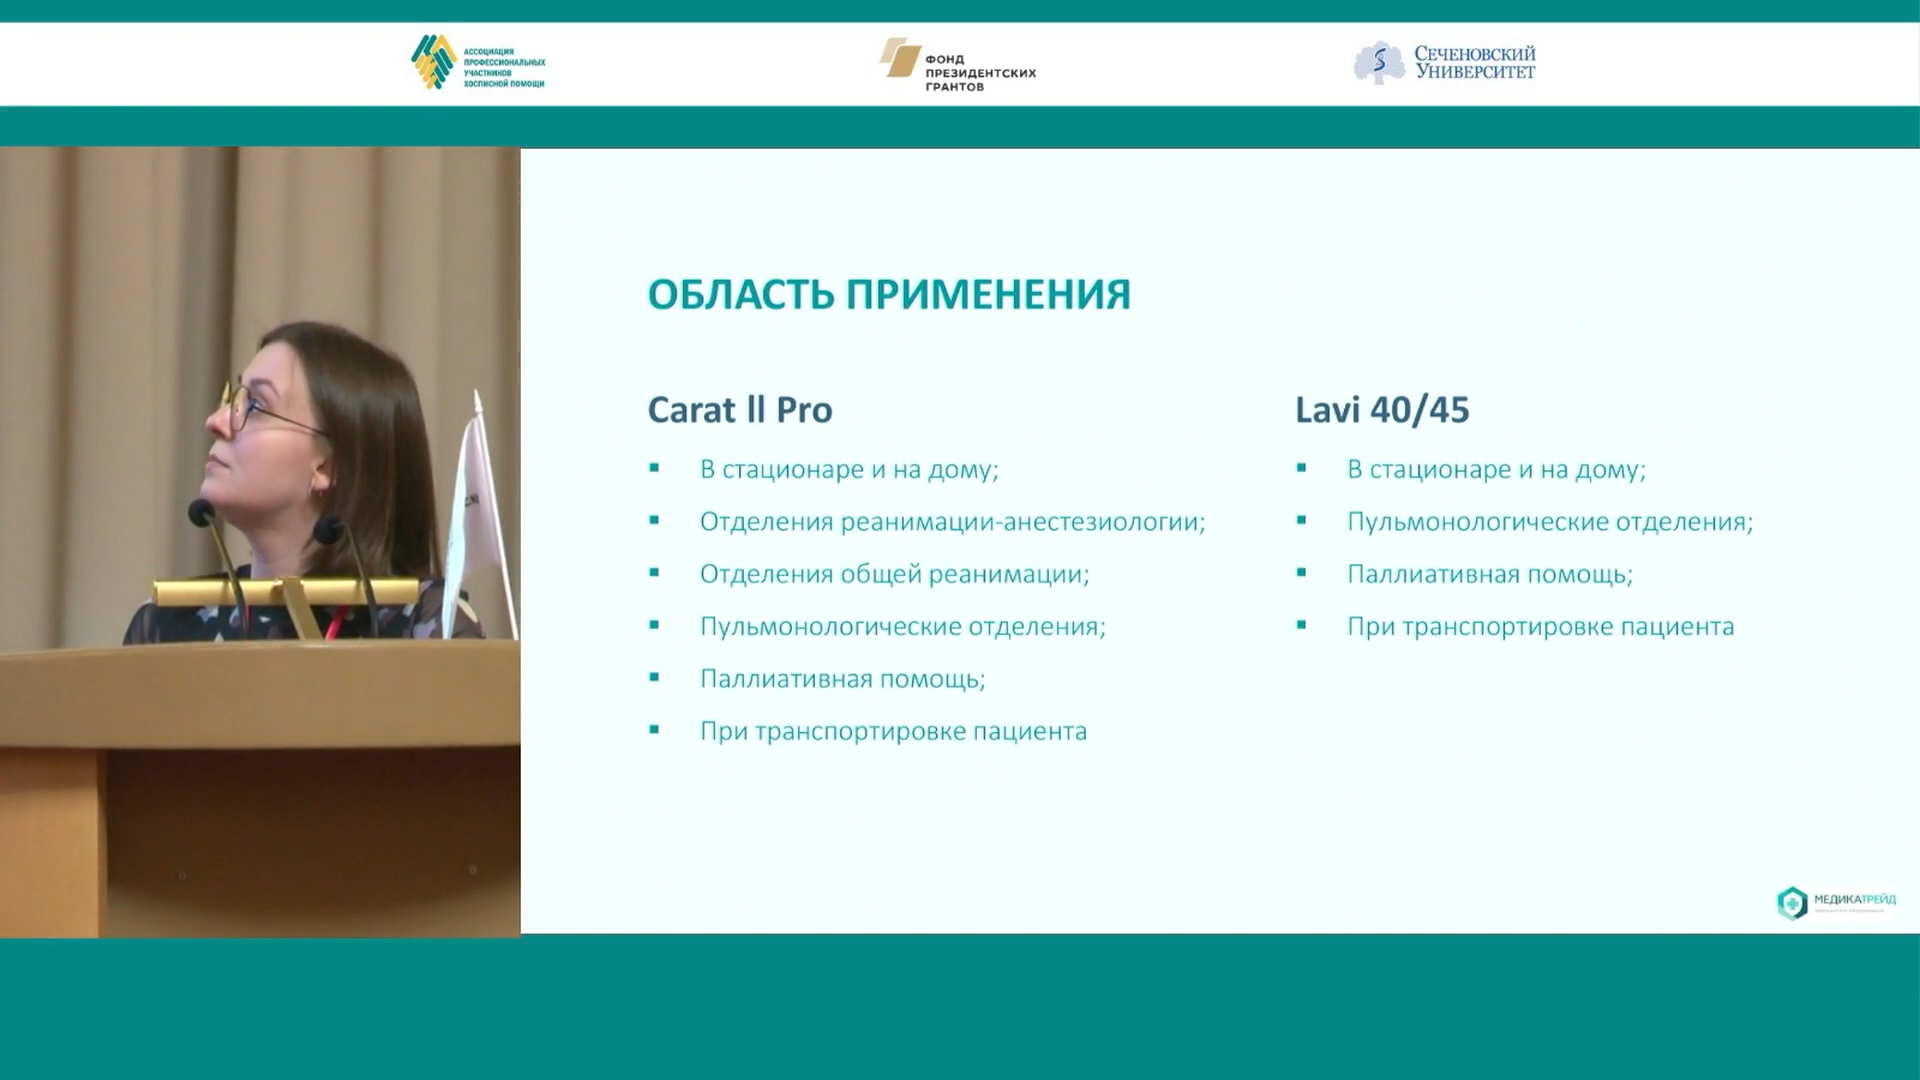 АССОЦИАЦИЯ
ПРОФЕССИОНАЛЬНЫХ
УЧАСТНИКОВ
ХОСПИСНОЙ ПОМОЩИ
ФОНД
ПРЕЗИДЕНТСКИХ
ГРАНТОВ
СЕЧЕНОВСКИЙ
УНИВЕРСИТЕТ
ОБЛАСТЬ ПРИМЕНЕНИЯ
Carat ll Pro
В стационаре и на дому;
Отделения реанимации-анестезиологии;
Отделения общей реанимации;
Пульмонологические отделения;
Паллиативная помощь;
При транспортировке пациента
Lavi 40/45
В стационаре и на дому;
Пульмонологические отделения;
Паллиативная помощь;
При транспортировке пациента
МЕДИКАТРЕЙД